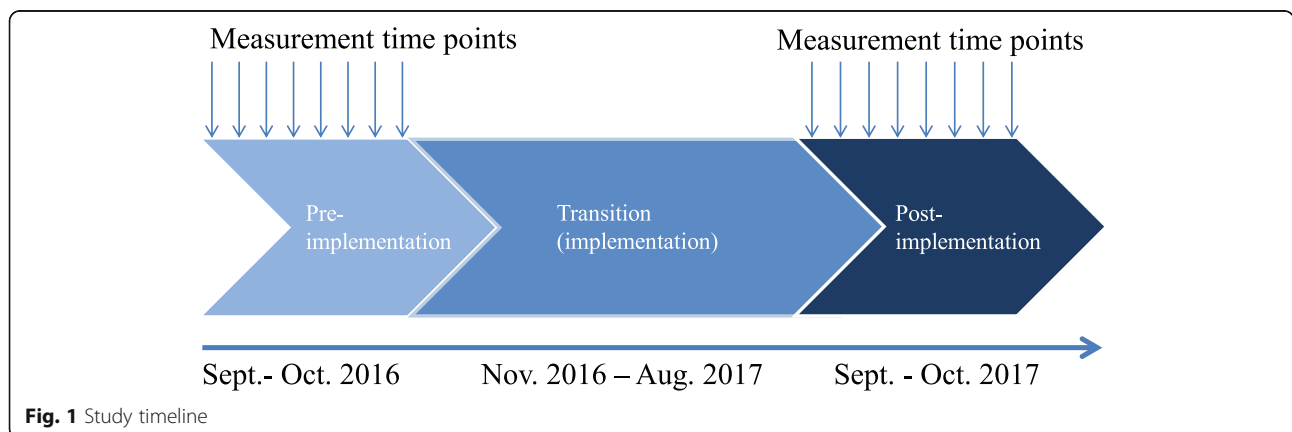 Measurement time points
Measurement time points
Pre-
implementation
Transition
(implementation)
Post-
implementation
Sept.- Oct. 2016
Nov. 2016 – Aug. 2017
Sept. - Oct. 2017
Fig. 1 Study timeline